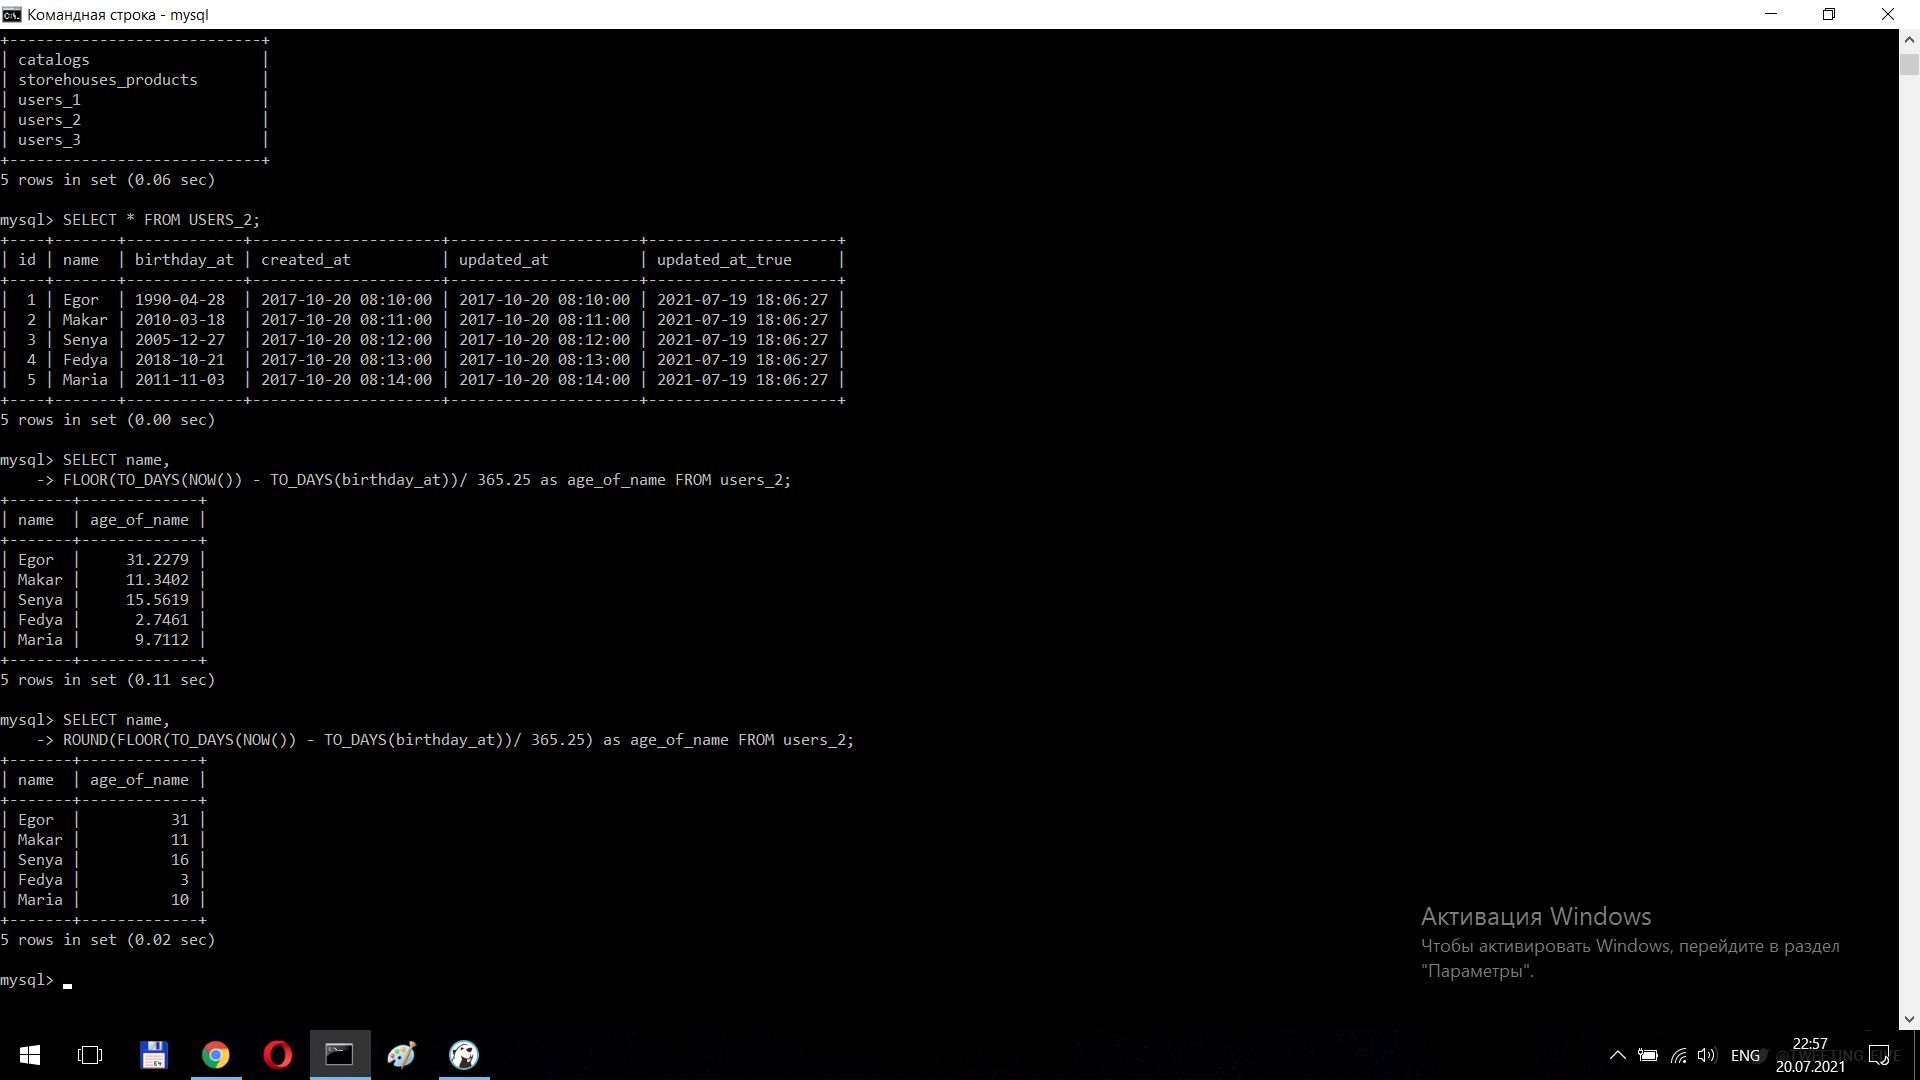 Командная строка - mysql
+----------------------------+
| catalogs                   |
| storehouses_products       |
| users_1                    |
| users_2                    |
| users_3                    |
+----------------------------+
5 rows in set (0.06 sec)
mysql> SELECT * FROM USERS_2;
+----+-------+-------------+---------------------+---------------------+---------------------+
| id | name  | birthday_at | created_at          | updated_at          | updated_at_true     |
+----+-------+-------------+---------------------+---------------------+---------------------+
|  1 | Egor  | 1990-04-28  | 2017-10-20 08:10:00 | 2017-10-20 08:10:00 | 2021-07-19 18:06:27 |
|  2 | Makar | 2010-03-18  | 2017-10-20 08:11:00 | 2017-10-20 08:11:00 | 2021-07-19 18:06:27 |
|  3 | Senya | 2005-12-27  | 2017-10-20 08:12:00 | 2017-10-20 08:12:00 | 2021-07-19 18:06:27 |
|  4 | Fedya | 2018-10-21  | 2017-10-20 08:13:00 | 2017-10-20 08:13:00 | 2021-07-19 18:06:27 |
|  5 | Maria | 2011-11-03  | 2017-10-20 08:14:00 | 2017-10-20 08:14:00 | 2021-07-19 18:06:27 |
+----+-------+-------------+---------------------+---------------------+---------------------+
5 rows in set (0.00 sec)
mysql> SELECT name,
    -> FLOOR(TO_DAYS(NOW()) - TO_DAYS(birthday_at))/ 365.25 as age_of_name FROM users_2;
+-------+-------------+
| name  | age_of_name |
+-------+-------------+
| Egor  |     31.2279 |
| Makar |     11.3402 |
| Senya |     15.5619 |
| Fedya |      2.7461 |
| Maria |      9.7112 |
+-------+-------------+
5 rows in set (0.11 sec)
mysql> SELECT name,
    -> ROUND(FLOOR(TO_DAYS(NOW()) - TO_DAYS(birthday_at))/ 365.25) as age_of_name FROM users_2;
+-------+-------------+
| name  | age_of_name |
+-------+-------------+
| Egor  |          31 |
| Makar |          11 |
| Senya |          16 |
| Fedya |           3 |
| Maria |          10 |
+-------+-------------+
5 rows in set (0.02 sec)
mysql>
Активация Windows
Чтобы активировать Windows, перейдите в раздел
"Параметры".
ENG
22:57
20.07.2021